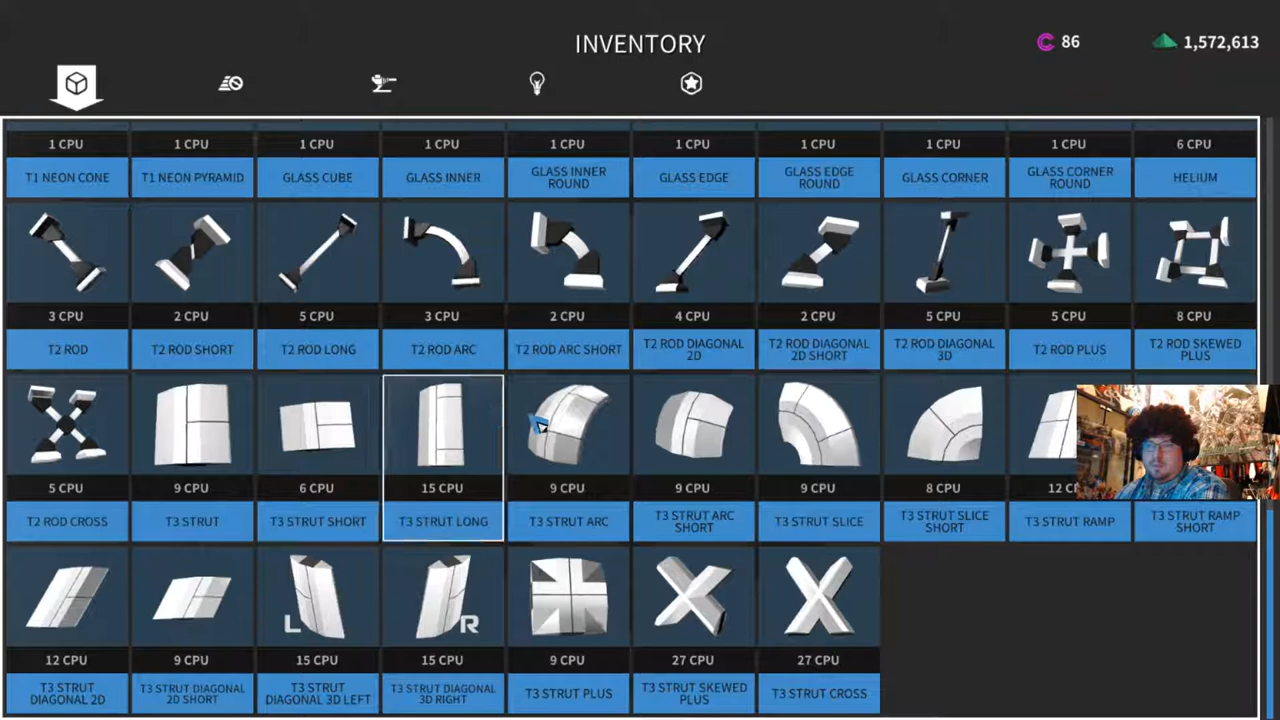 INVENTORY
86
1,572,613
1 CPU 1 CPU 1 CPU 1 CPU 1 CPU 1 CPU 1 CPU 1 CPU 1 CPU 6 CPU
T1 NEON CONE
T1 NEON PYRAMID
GLASS CUBE
GLASS INNER
GLASS INNER
ROUND
GLASS EDGE
GLASS EDGE
ROUND
GLASS CORNER
GLASS CORNER
ROUND
HELIUM
3 CPU 2 CPU 5 CPU 3 CPU 2 CPU 4 CPU 2 CPU 5 CPU 5 CPU 8 CPU
T2 ROD
T2 ROD SHORT
T2 ROD LONG
T2 ROD ARC
T2 ROD ARC SHORT
T2 ROD DIAGONAL
2D
T2 ROD DIAGONAL
2D SHORT
T2 ROD DIAGONAL
3D
T2 ROD PLUS
T2 ROD SKEWED
PLUS
5 CPU 9 CPU 6 CPU 15 CPU 9 CPU 9 CPU 9 CPU 8 CPU 12
T2 ROD CROSS
T3 STRUT
T3 STRUT SHORT
T3 STRUT LONG
T3 STRUT ARC
T3 STRUT ARC
SHORT
T3 STRUT SLICE
T3 STRUT SLICE
SHORT
T3 STRUT RAMP
T3 STRUT RAMP
SHORT
L
R
12 CPU 9 CPU 15 CPU 15 CPU 9 CPU 27 CPU 27 CPU
T3 STRUT
DIAGONAL 2D
T3 STRUT DIAGONAL
2D SHORT
T3 STRUT
DIAGONAL 3D LEFT
T3 STRUT DIAGONAL
3D RIGHT
T3 STRUT PLUS
T3 STRUT SKEWED
PLUS
T3 STRUT CROSS